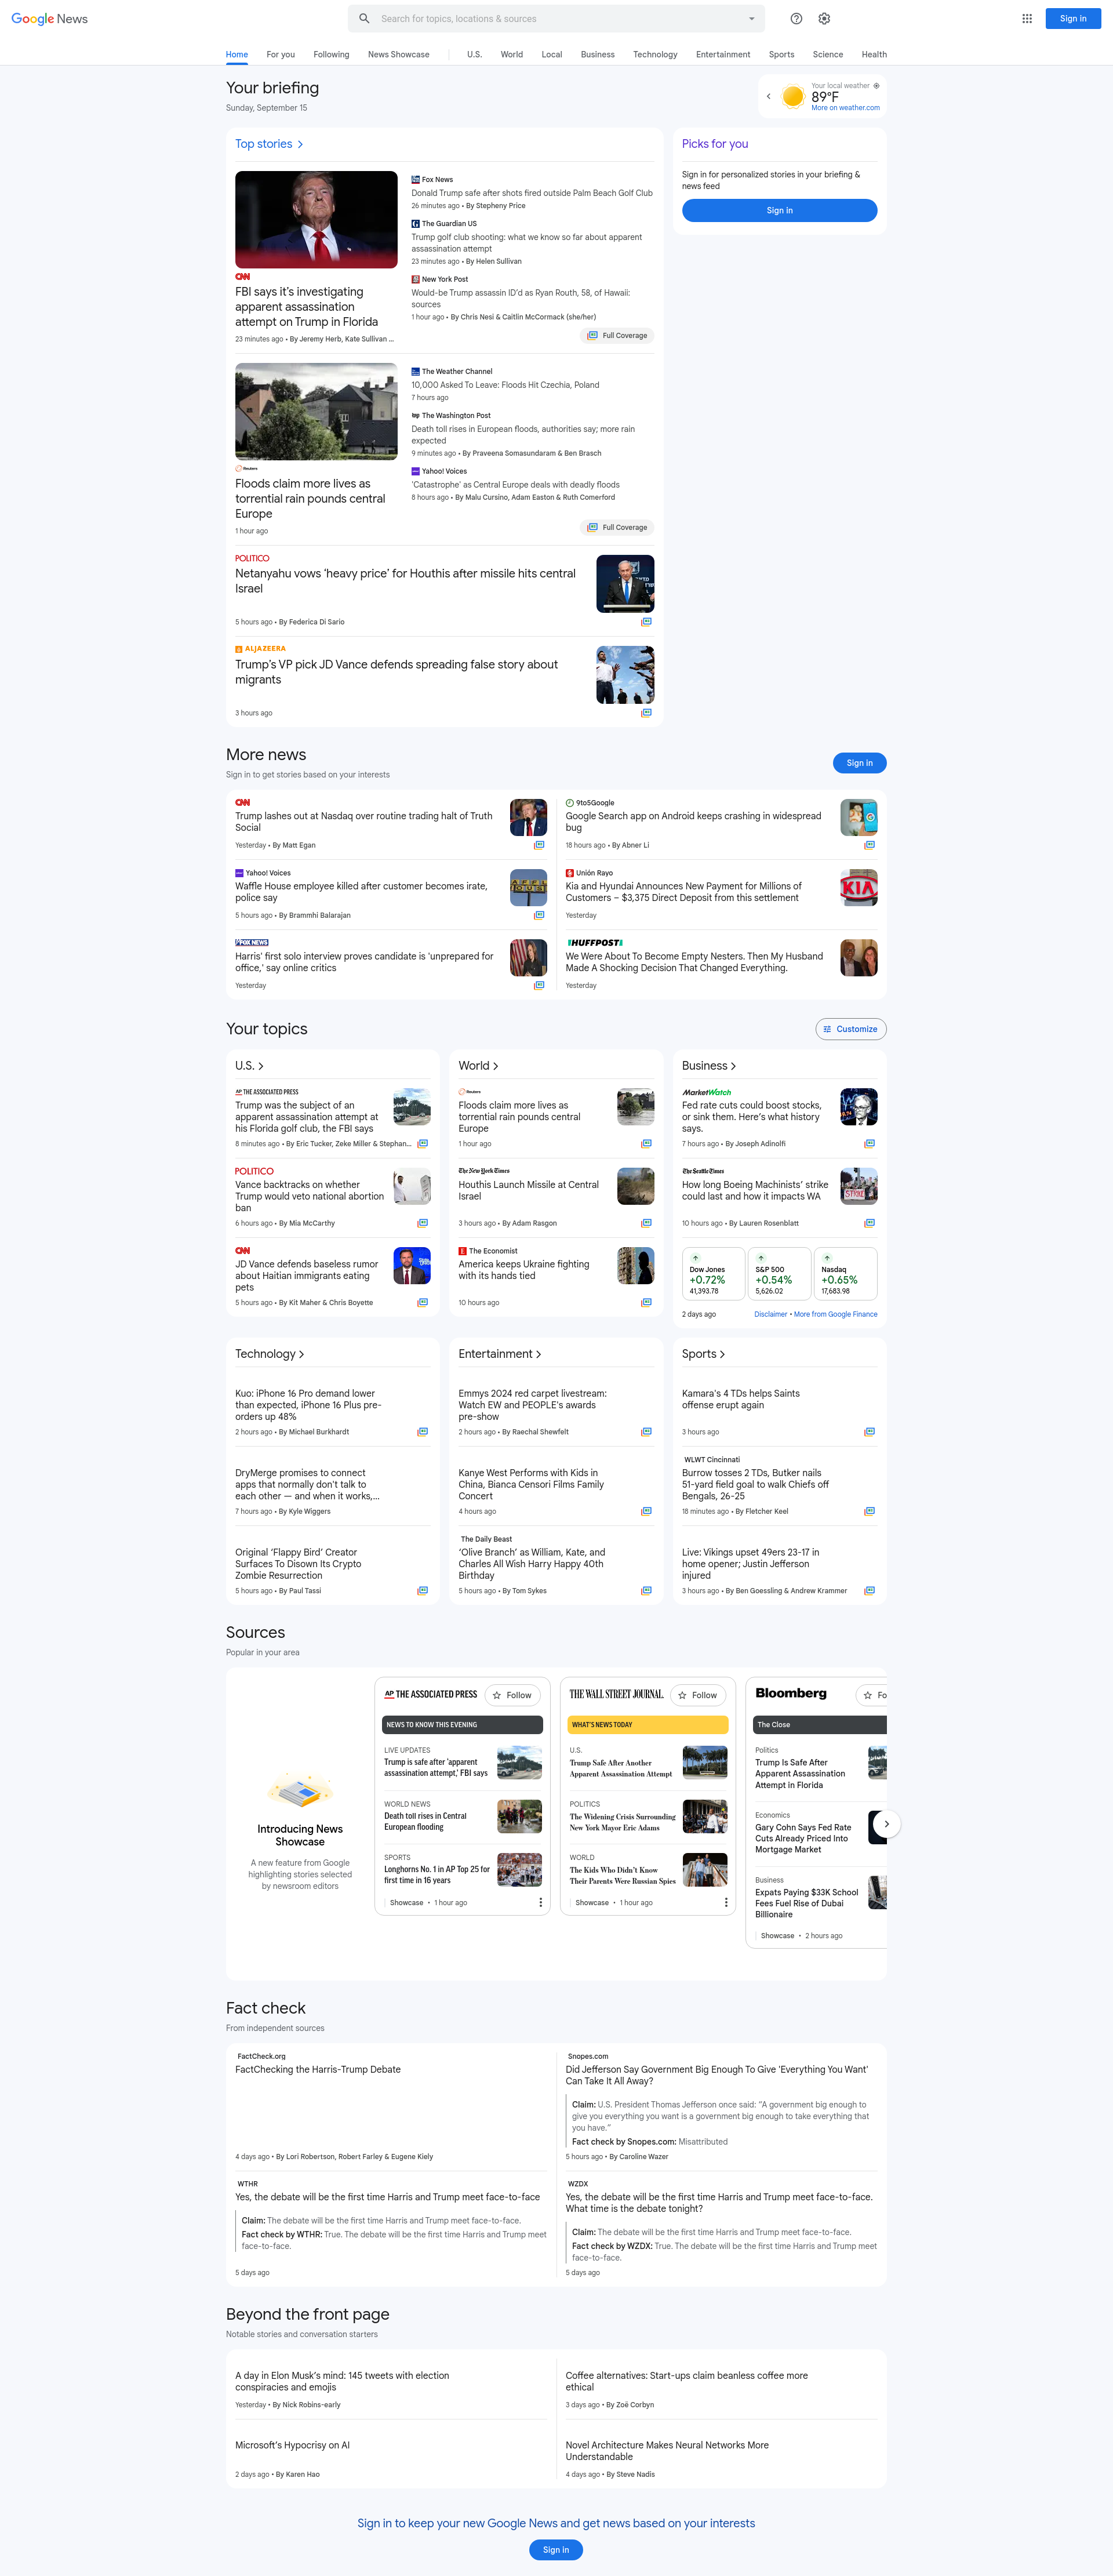 Google News
Search for topics, locations & sources
Sign in
Home For you Following News Showcase U.S. World Local Business Technology Entertainment Sports Science Health
Your briefing
Sunday, September 15
Your local weather
89°F
More on weather.com
Top stories
CNN
FBI says it's investigating
apparent assassination
attempt on Trump in Florida
23 minutes ago • By Jeremy Herb, Kate Sullivan ...
Fox News
Donald Trump safe after shots fired outside Palm Beach Golf Club
26 minutes ago • By Stepheny Price
The Guardian US
Trump golf club shooting: what we know so far about apparent
assassination attempt
23 minutes ago • By Helen Sullivan
New York Post
Would-be Trump assassin ID'd as Ryan Routh, 58, of Hawaii:
sources
1 hour ago • By Chris Nesi & Caitlin McCormack (she/her)
Full Coverage
Picks for you
Sign in for personalized stories in your briefing &
news feed
Sign in
Reuters
Floods claim more lives as
torrential rain pounds central
Europe
1 hour ago
The Weather Channel
10,000 Asked To Leave: Floods Hit Czechia, Poland
7 hours ago
The Washington Post
Death toll rises in European floods, authorities say; more rain
expected
9 minutes ago • By Praveena Somasundaram & Ben Brasch
Yahoo! Voices
'Catastrophe' as Central Europe deals with deadly floods
8 hours ago • By Malu Cursino, Adam Easton & Ruth Comerford
Full Coverage
POLITICO
Netanyahu vows 'heavy price' for Houthis after missile hits central
Israel
5 hours ago • By Federica Di Sario
ALJAZEERA
Trump's VP pick JD Vance defends spreading false story about
migrants
3 hours ago
More news
Sign in to get stories based on your interests
Sign in
CNN
Trump lashes out at Nasdaq over routine trading halt of Truth
Social
Yesterday • By Matt Egan
9to5Google
Google Search app on Android keeps crashing in widespread
bug
18 hours ago • By Abner Li
Yahoo! Voices
Waffle House employee killed after customer becomes irate,
police say
5 hours ago • By Brammhi Balarajan
Unión Rayo
Kia and Hyundai Announces New Payment for Millions of
Customers – $3,375 Direct Deposit from this settlement
Yesterday
KIA
FOX NEWS
Harris' first solo interview proves candidate is 'unprepared for
office,' say online critics
Yesterday
HUFFPOST
We Were About To Become Empty Nesters. Then My Husband
Made A Shocking Decision That Changed Everything.
Yesterday
Your topics
Customize
U.S.
AP THE ASSOCIATED PRESS
Trump was the subject of an
apparent assassination attempt at
his Florida golf club, the FBI says
8 minutes ago • By Eric Tucker, Zeke Miller & Stephan...
POLITICO
Vance backtracks on whether
Trump would veto national abortion
ban
6 hours ago • By Mia McCarthy
CNN
JD Vance defends baseless rumor
about Haitian immigrants eating
pets
5 hours ago • By Kit Maher & Chris Boyette
World
Reuters
Floods claim more lives as
torrential rain pounds central
Europe
1 hour ago
The New York Times
Houthis Launch Missile at Central
Israel
3 hours ago • By Adam Rasgon
The Economist
America keeps Ukraine fighting
with its hands tied
10 hours ago
Business
MarketWatch
Fed rate cuts could boost stocks,
or sink them. Here's what history
says.
7 hours ago • By Joseph Adinolfi
The Seattle Times
How long Boeing Machinists' strike
could last and how it impacts WA
10 hours ago • By Lauren Rosenblatt
STRIKE
Dow Jones
+0.72%
41,393.78
S&P 500
+0.54%
5,626.02
Nasdaq
+0.65%
17,683.98
2 days ago
Disclaimer • More from Google Finance
Technology
Kuo: iPhone 16 Pro demand lower
than expected, iPhone 16 Plus pre-
orders up 48%
2 hours ago • By Michael Burkhardt
DryMerge promises to connect
apps that normally don't talk to
each other — and when it works,...
7 hours ago • By Kyle Wiggers
Original 'Flappy Bird' Creator
Surfaces To Disown Its Crypto
Zombie Resurrection
5 hours ago • By Paul Tassi
Entertainment
Emmys 2024 red carpet livestream:
Watch EW and PEOPLE's awards
pre-show
2 hours ago • By Raechal Shewfelt
Kanye West Performs with Kids in
China, Bianca Censori Films Family
Concert
4 hours ago
The Daily Beast
'Olive Branch' as William, Kate, and
Charles All Wish Harry Happy 40th
Birthday
5 hours ago • By Tom Sykes
Sports
Kamara's 4 TDs helps Saints
offense erupt again
3 hours ago
WLWT Cincinnati
Burrow tosses 2 TDs, Butker nails
51-yard field goal to walk Chiefs off
Bengals, 26-25
18 minutes ago • By Fletcher Keel
Live: Vikings upset 49ers 23-17 in
home opener; Justin Jefferson
injured
3 hours ago • By Ben Goessling & Andrew Krammer
Sources
Popular in your area
Introducing News
Showcase
A new feature from Google
highlighting stories selected
by newsroom editors
AP THE ASSOCIATED PRESS
Follow
NEWS TO KNOW THIS EVENING
LIVE UPDATES
Trump is safe after 'apparent
assassination attempt,' FBI says
WORLD NEWS
Death toll rises in Central
European flooding
SPORTS
Longhorns No. 1 in AP Top 25 for
first time in 16 years
Showcase • 1 hour ago
THE WALL STREET JOURNAL.
Follow
WHAT'S NEWS TODAY
U.S.
Trump Safe After Another
Apparent Assassination Attempt
POLITICS
The Widening Crisis Surrounding
New York Mayor Eric Adams
WORLD
The Kids Who Didn't Know
Their Parents Were Russian Spies
Showcase • 1 hour ago
Bloomberg
Fo
The Close
Politics
Trump Is Safe After
Apparent Assassination
Attempt in Florida
Economics
Gary Cohn Says Fed Rate
Cuts Already Priced Into
Mortgage Market
Business
Expats Paying $33K School
Fees Fuel Rise of Dubai
Billionaire
Showcase • 2 hours ago
Fact check
From independent sources
FactCheck.org
FactChecking the Harris-Trump Debate
4 days ago • By Lori Robertson, Robert Farley & Eugene Kiely
Snopes.com
Did Jefferson Say Government Big Enough To Give 'Everything You Want'
Can Take It All Away?
Claim: U.S. President Thomas Jefferson once said: "A government big enough to
give you everything you want is a government big enough to take everything that
you have."
Fact check by Snopes.com: Misattributed
5 hours ago • By Caroline Wazer
WTHR
Yes, the debate will be the first time Harris and Trump meet face-to-face
Claim: The debate will be the first time Harris and Trump meet face-to-face.
Fact check by WTHR: True. The debate will be the first time Harris and Trump meet
face-to-face.
5 days ago
WZDX
Yes, the debate will be the first time Harris and Trump meet face-to-face.
What time is the debate tonight?
Claim: The debate will be the first time Harris and Trump meet face-to-face.
Fact check by WZDX: True. The debate will be the first time Harris and Trump meet
face-to-face.
5 days ago
Beyond the front page
Notable stories and conversation starters
A day in Elon Musk's mind: 145 tweets with election
conspiracies and emojis
Yesterday • By Nick Robins-early
Coffee alternatives: Start-ups claim beanless coffee more
ethical
3 days ago • By Zoë Corbyn
Microsoft's Hypocrisy on AI
2 days ago • By Karen Hao
Novel Architecture Makes Neural Networks More
Understandable
4 days ago • By Steve Nadis
Sign in to keep your new Google News and get news based on your interests
Sign in